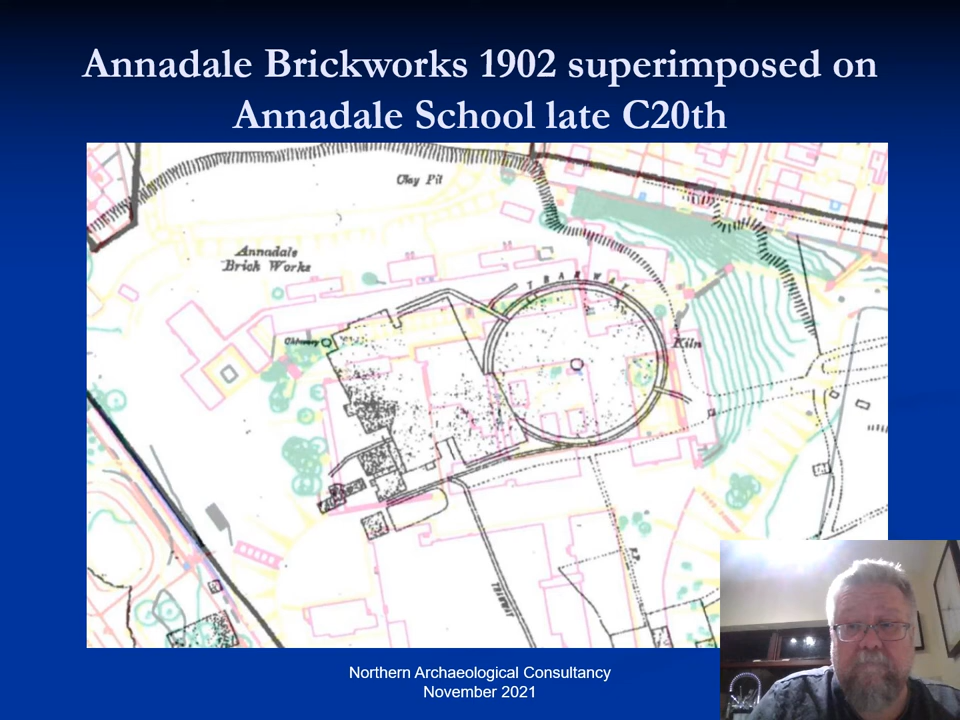 Annadale Brickworks 1902 superimposed on
Annadale School late C20th
Clay Pit
Annadale
Brick Works
TRAMWAY
Chimney
Kiln
F.P.
TRAMWAY
Northern Archaeological Consultancy
November 2021